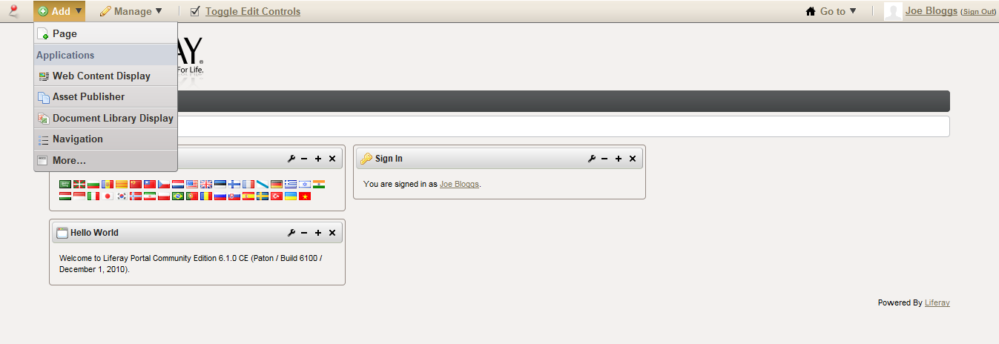 Add Manage Toggle Edit Controls Go to Joe Bloggs (Sign Out)
Page
Applications
Web Content Display
Asset Publisher
Document Library Display
Navigation
More...
AY.®
For Life.
Sign In
You are signed in as Joe Bloggs.
Hello World
Welcome to Liferay Portal Community Edition 6.1.0 CE (Paton / Build 6100 /
December 1, 2010).
Powered By Liferay